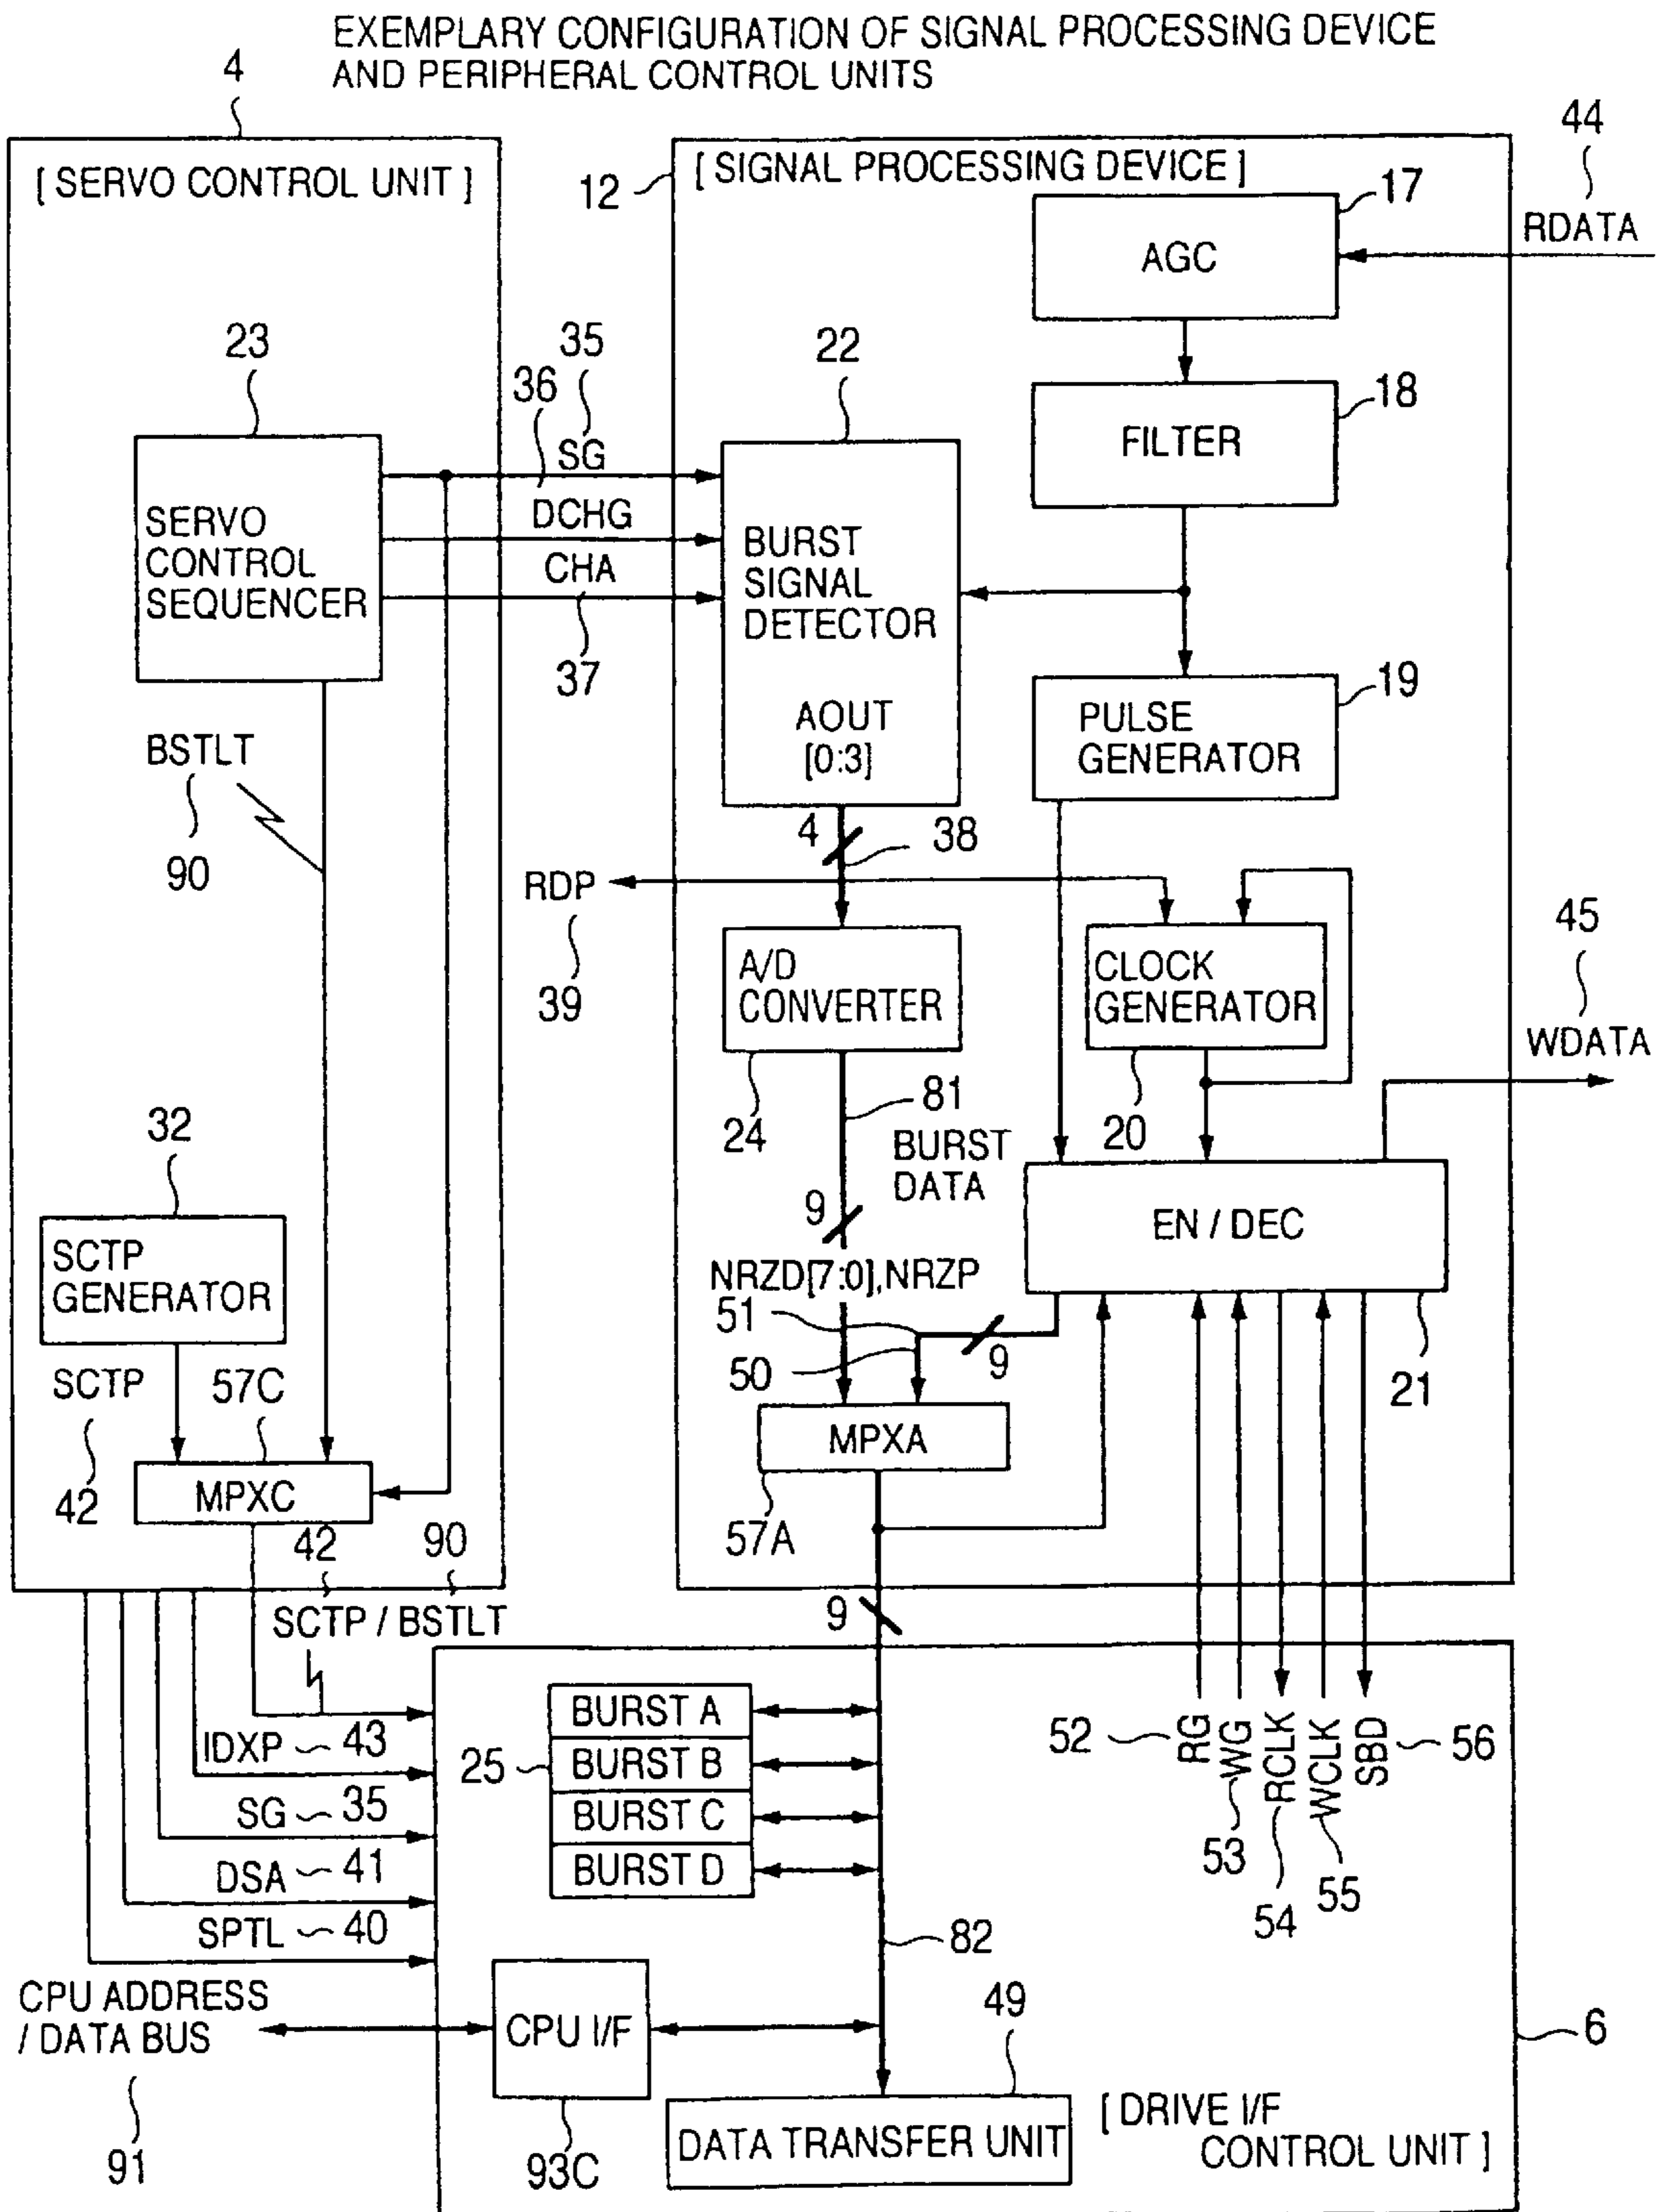 EXEMPLARY CONFIGURATION OF SIGNAL PROCESSING DEVICE
AND PERIPHERAL CONTROL UNITS
4
[ SERVO CONTROL UNIT ]
23
SERVO
CONTROL
SEQUENCER
BSTLT
90
32
SCTP
GENERATOR
SCTP
42
57C
MPXC
35
36
SG
DCHG
CHA
37
12
[ SIGNAL PROCESSING DEVICE ]
44
RDATA
17
AGC
18
FILTER
22
BURST
SIGNAL
DETECTOR
AOUT
[0:3]
19
PULSE
GENERATOR
4
38
RDP
39
A/D
CONVERTER
24
CLOCK
GENERATOR
20
45
WDATA
81
BURST
DATA
9
EN / DEC
21
NRZD[7:0],NRZP
51
50
9
MPXA
57A
9
42
90
SCTP / BSTLT
IDXP
43
SG
35
DSA
41
SPTL
40
CPU ADDRESS
/ DATA BUS
91
25
BURST A
BURST B
BURST C
BURST D
52
RG
WG
RCLK
WCLK
SBD
56
53
54
55
82
CPU I/F
93C
49
DATA TRANSFER UNIT
6
[ DRIVE I/F
CONTROL UNIT ]